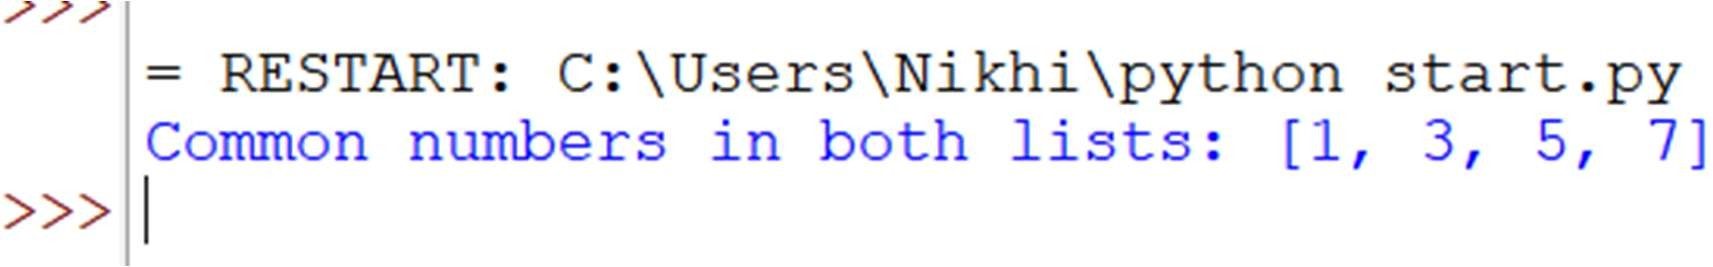 >>>
= RESTART: C:\Users\Nikhi\python start.py
Common numbers in both lists: [1, 3, 5, 7]
>>>